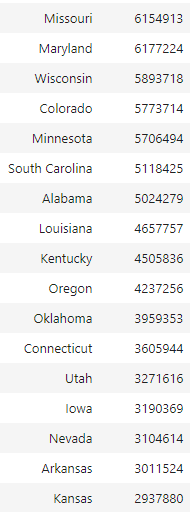 Missouri 6154913
Maryland 6177224
Wisconsin 5893718
Colorado 5773714
Minnesota 5706494
South Carolina 5118425
Alabama 5024279
Louisiana 4657757
Kentucky 4505836
Oregon 4237256
Oklahoma 3959353
Connecticut 3605944
Utah 3271616
Iowa 3190369
Nevada 3104614
Arkansas 3011524
Kansas 2937880